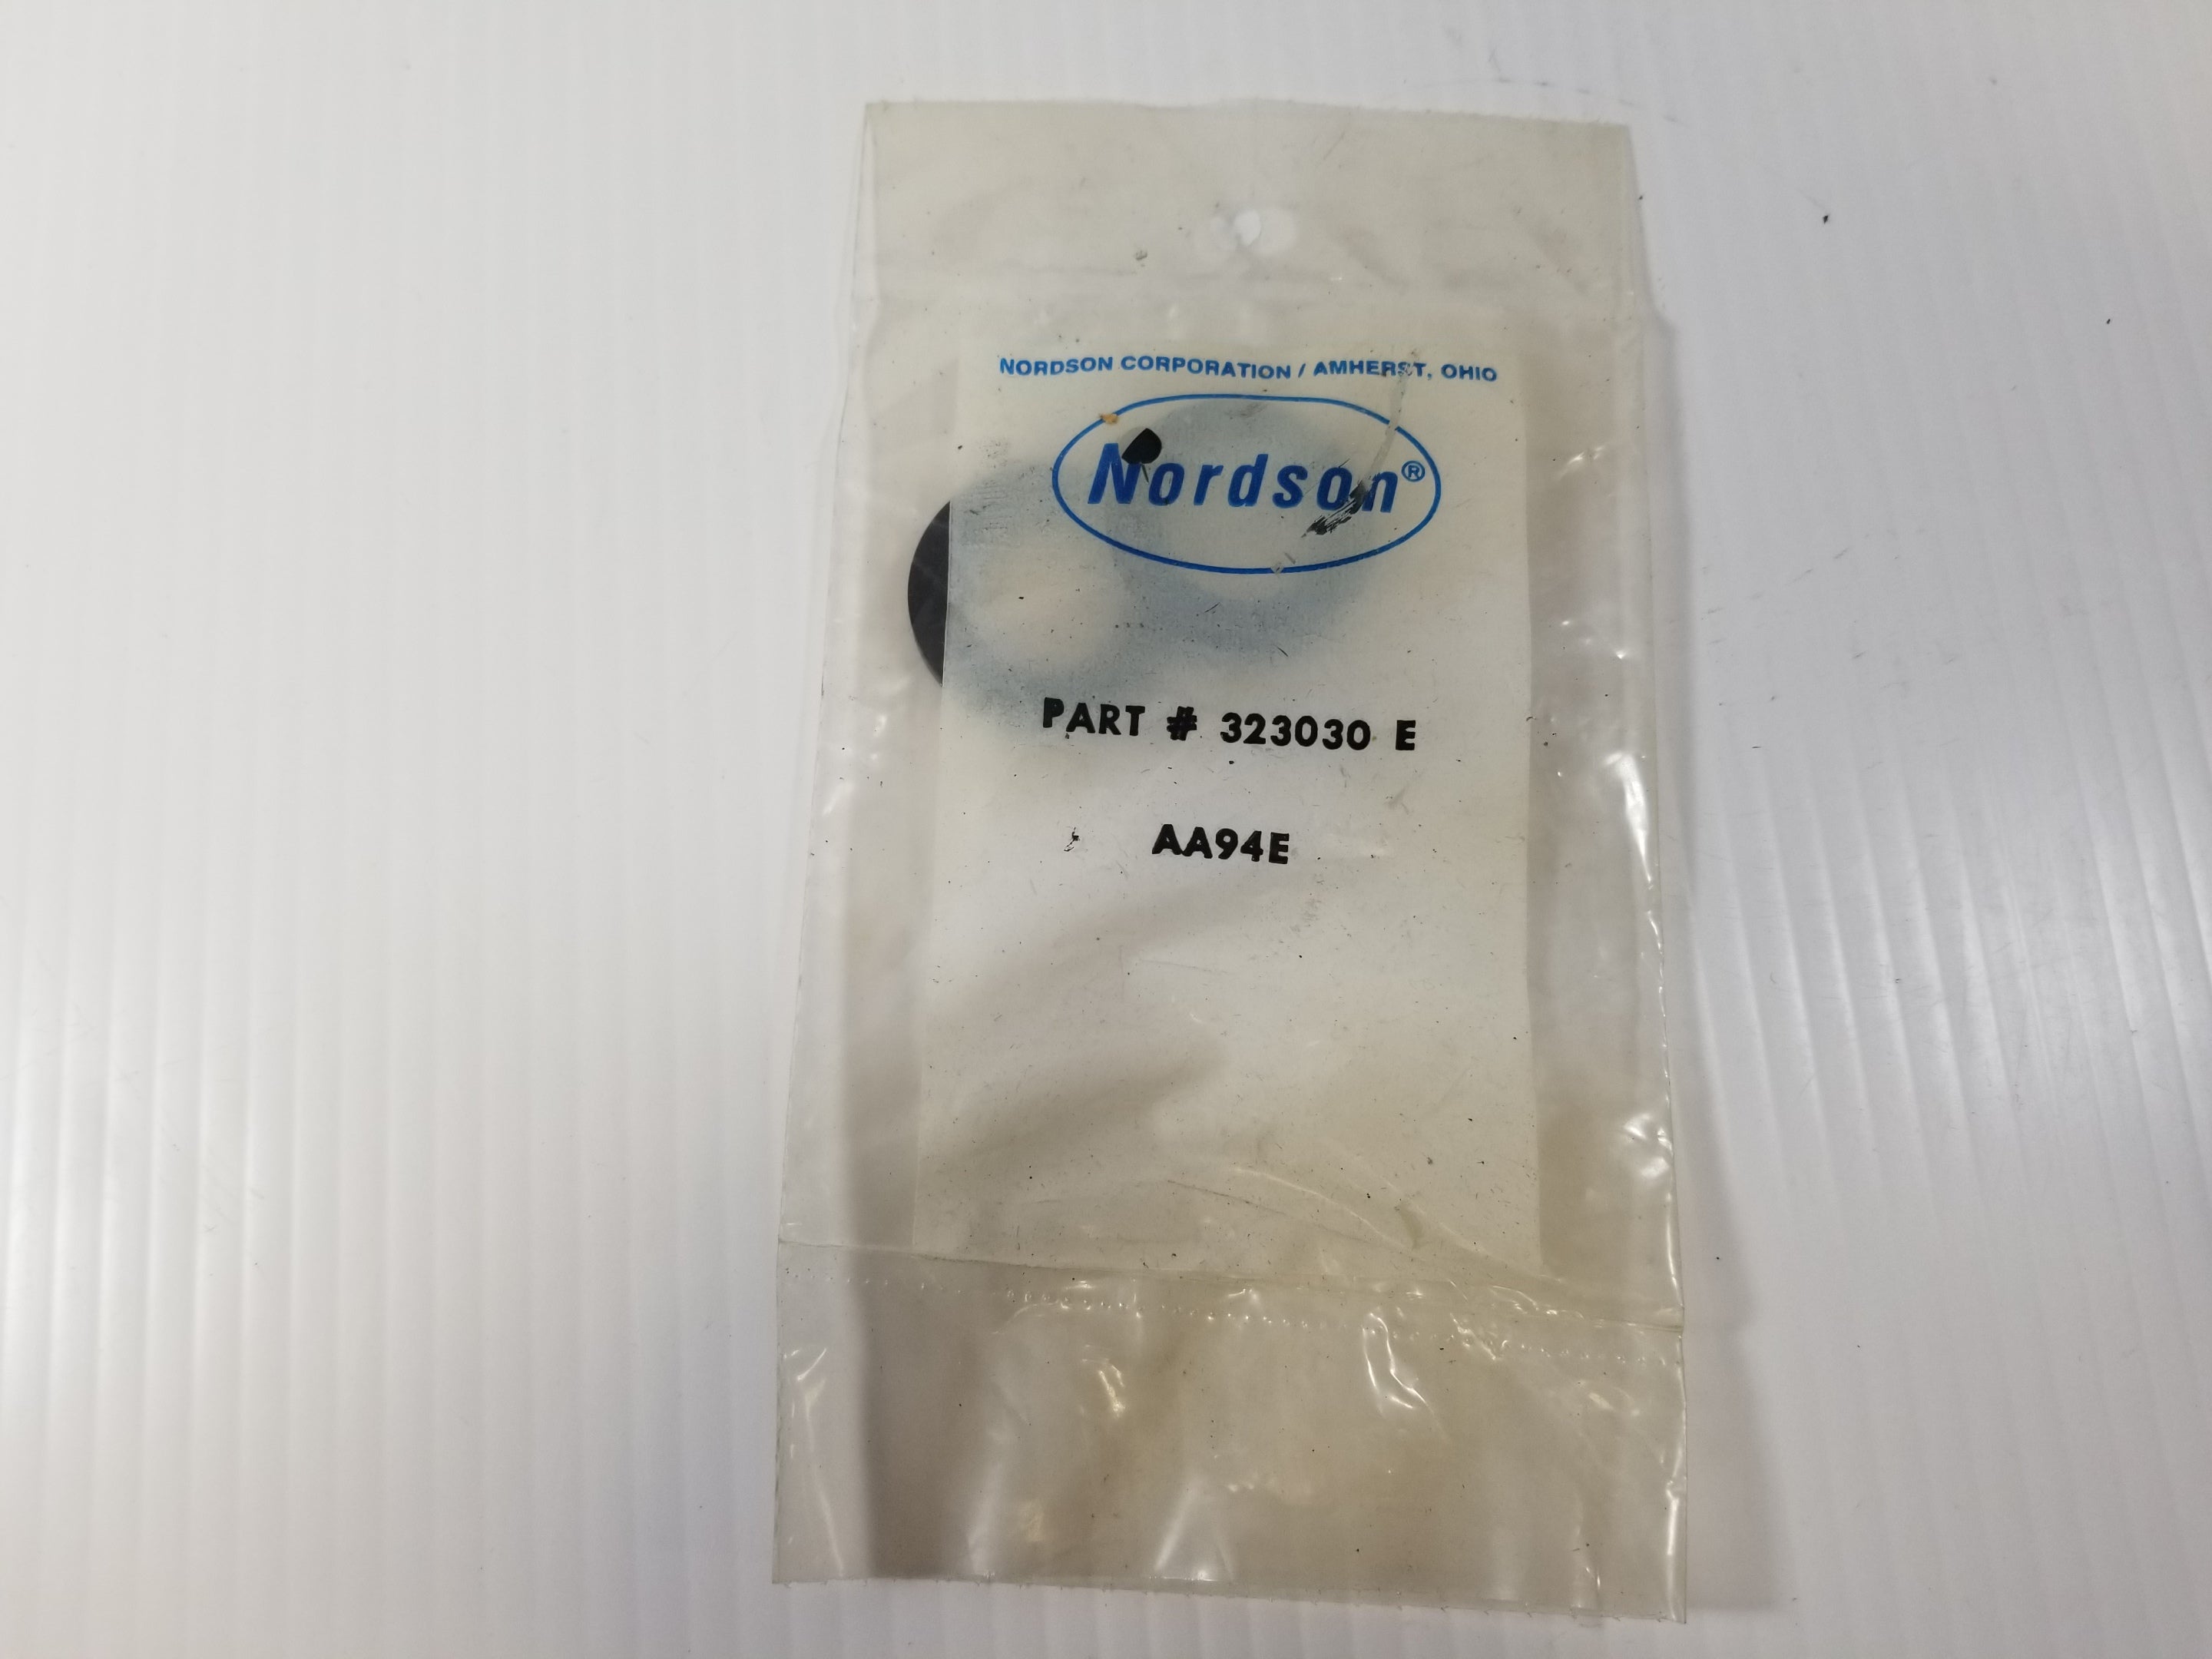 NORDSON CORPORATION / AMHERST, OHIO
Nordson®
PART # 323030 E
AA94E